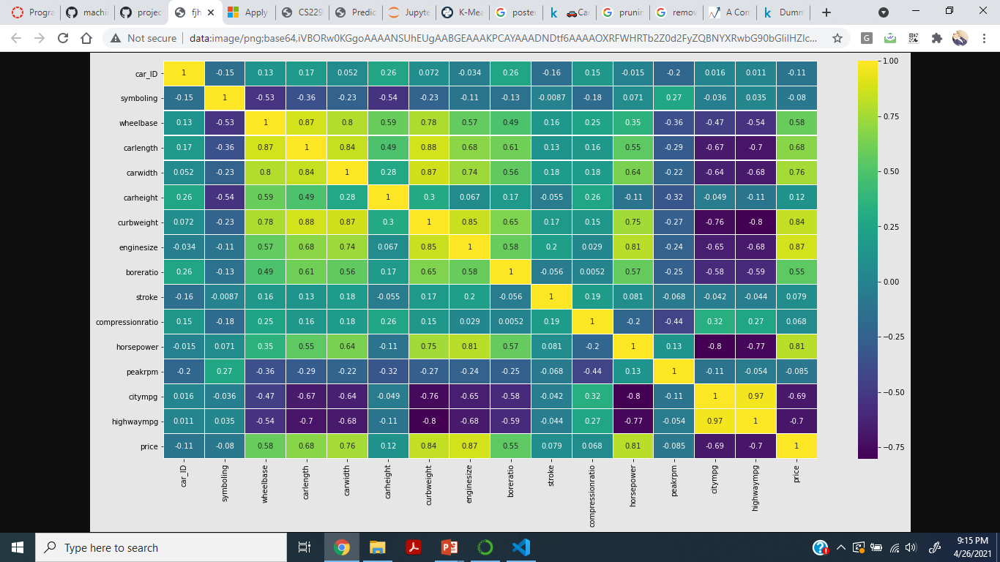 Progra machin projec fjh Apply CS229 Predic Jupyte K-Mea poster Car prunin remov A Com Dumm
Not secure data:image/png;base64,iVBORw0KGgoAAAANSUhEUgAABGEAAAKPCAYAAADNDtf6AAAAOXRFWHRTb2Z0d2FyZQBNYXRwbG90bGliIHZlc...
car_ID 1 -0.15 0.13 0.17 0.052 0.26 0.072 -0.034 0.26 -0.16 0.15 -0.015 -0.2 0.016 0.011 -0.11
symboling -0.15 1 -0.53 -0.36 -0.23 -0.54 -0.23 -0.11 -0.13 -0.0087 -0.18 0.071 0.27 -0.036 0.035 -0.08
wheelbase 0.13 -0.53 1 0.87 0.8 0.59 0.78 0.57 0.49 0.16 0.25 0.35 -0.36 -0.47 -0.54 0.58
carlength 0.17 -0.36 0.87 1 0.84 0.49 0.88 0.68 0.61 0.13 0.16 0.55 -0.29 -0.67 -0.7 0.68
carwidth 0.052 -0.23 0.8 0.84 1 0.28 0.87 0.74 0.56 0.18 0.18 0.64 -0.22 -0.64 -0.68 0.76
carheight 0.26 -0.54 0.59 0.49 0.28 1 0.3 0.067 0.17 -0.055 0.26 -0.11 -0.32 -0.049 -0.11 0.12
curbweight 0.072 -0.23 0.78 0.88 0.87 0.3 1 0.85 0.65 0.17 0.15 0.75 -0.27 -0.76 -0.8 0.84
enginesize -0.034 -0.11 0.57 0.68 0.74 0.067 0.85 1 0.58 0.2 0.029 0.81 -0.24 -0.65 -0.68 0.87
boreratio 0.26 -0.13 0.49 0.61 0.56 0.17 0.65 0.58 1 -0.056 0.0052 0.57 -0.25 -0.58 -0.59 0.55
stroke -0.16 -0.0087 0.16 0.13 0.18 -0.055 0.17 0.2 -0.056 1 0.19 0.081 -0.068 -0.042 -0.044 0.079
compressionratio 0.15 -0.18 0.25 0.16 0.18 0.26 0.15 0.029 0.0052 0.19 1 -0.2 -0.44 0.32 0.27 0.068
horsepower -0.015 0.071 0.35 0.55 0.64 -0.11 0.75 0.81 0.57 0.081 -0.2 1 0.13 -0.8 -0.77 0.81
peakrpm -0.2 0.27 -0.36 -0.29 -0.22 -0.32 -0.27 -0.24 -0.25 -0.068 -0.44 0.13 1 -0.11 -0.054 -0.085
citympg 0.016 -0.036 -0.47 -0.67 -0.64 -0.049 -0.76 -0.65 -0.58 -0.042 0.32 -0.8 -0.11 1 0.97 -0.69
highwaympg 0.011 0.035 -0.54 -0.7 -0.68 -0.11 -0.8 -0.68 -0.59 -0.044 0.27 -0.77 -0.054 0.97 1 -0.7
price -0.11 -0.08 0.58 0.68 0.76 0.12 0.84 0.87 0.55 0.079 0.068 0.81 -0.085 -0.69 -0.7 1
car_ID symboling wheelbase carlength carwidth carheight curbweight enginesize boreratio stroke compressionratio horsepower peakrpm citympg highwaympg price
1.00
0.75
0.50
0.25
0.00
−0.25
−0.50
−0.75
Type here to search
9:15 PM
4/26/2021